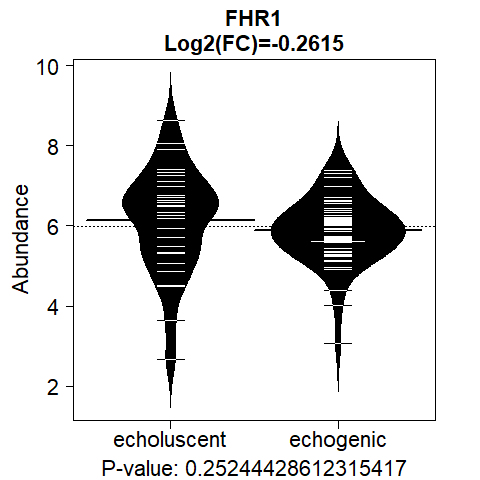 FHR1
Log2(FC)=-0.2615
10
8
6
4
2
Abundance
echoluscent echogenic
P-value: 0.25244428612315417